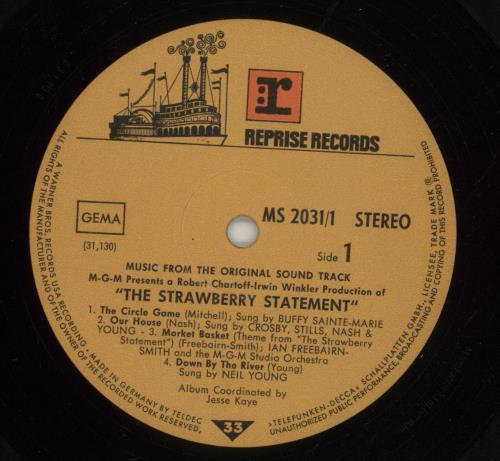 r
REPRISE RECORDS
GEMA
(31,130)
MS 2031/1 STEREO
Side 1
MUSIC FROM THE ORIGINAL SOUND TRACK
M-G-M Presents a Robert Chartoff-Irwin Winkler Production of
"THE STRAWBERRY STATEMENT"
1. The Circle Game (Mitchell); Sung by BUFFY SAINTE-MARIE
2. Our House (Nash); Sung by CROSBY, STILLS, NASH &
YOUNG - 3. Market Basket (Theme from "The Strawberry
Statement") (Freebairn-Smith); IAN FREEBAIRN-
SMITH and the M-G-M Studio Orchestra
4. Down By The River (Young)
Sung by NEIL YOUNG
Album Coordinated by
Jesse Kaye
33
ALL RIGHTS A WARNER BROS. RECORDS USA RECORDING - MADE IN GERMANY BY TELDEC
OF THE MANUFACTURER AND OF THE OWNER OF THE RECORDED WORK RESERVED,
»TELEFUNKEN-DECCA« SCHALLPLATTEN GMBH., LICENSEE, TRADE MARK ®
UNAUTHORIZED PUBLIC PERFORMANCE, BROADCASTING AND COPYING OF THIS RECORD PROHIBITED